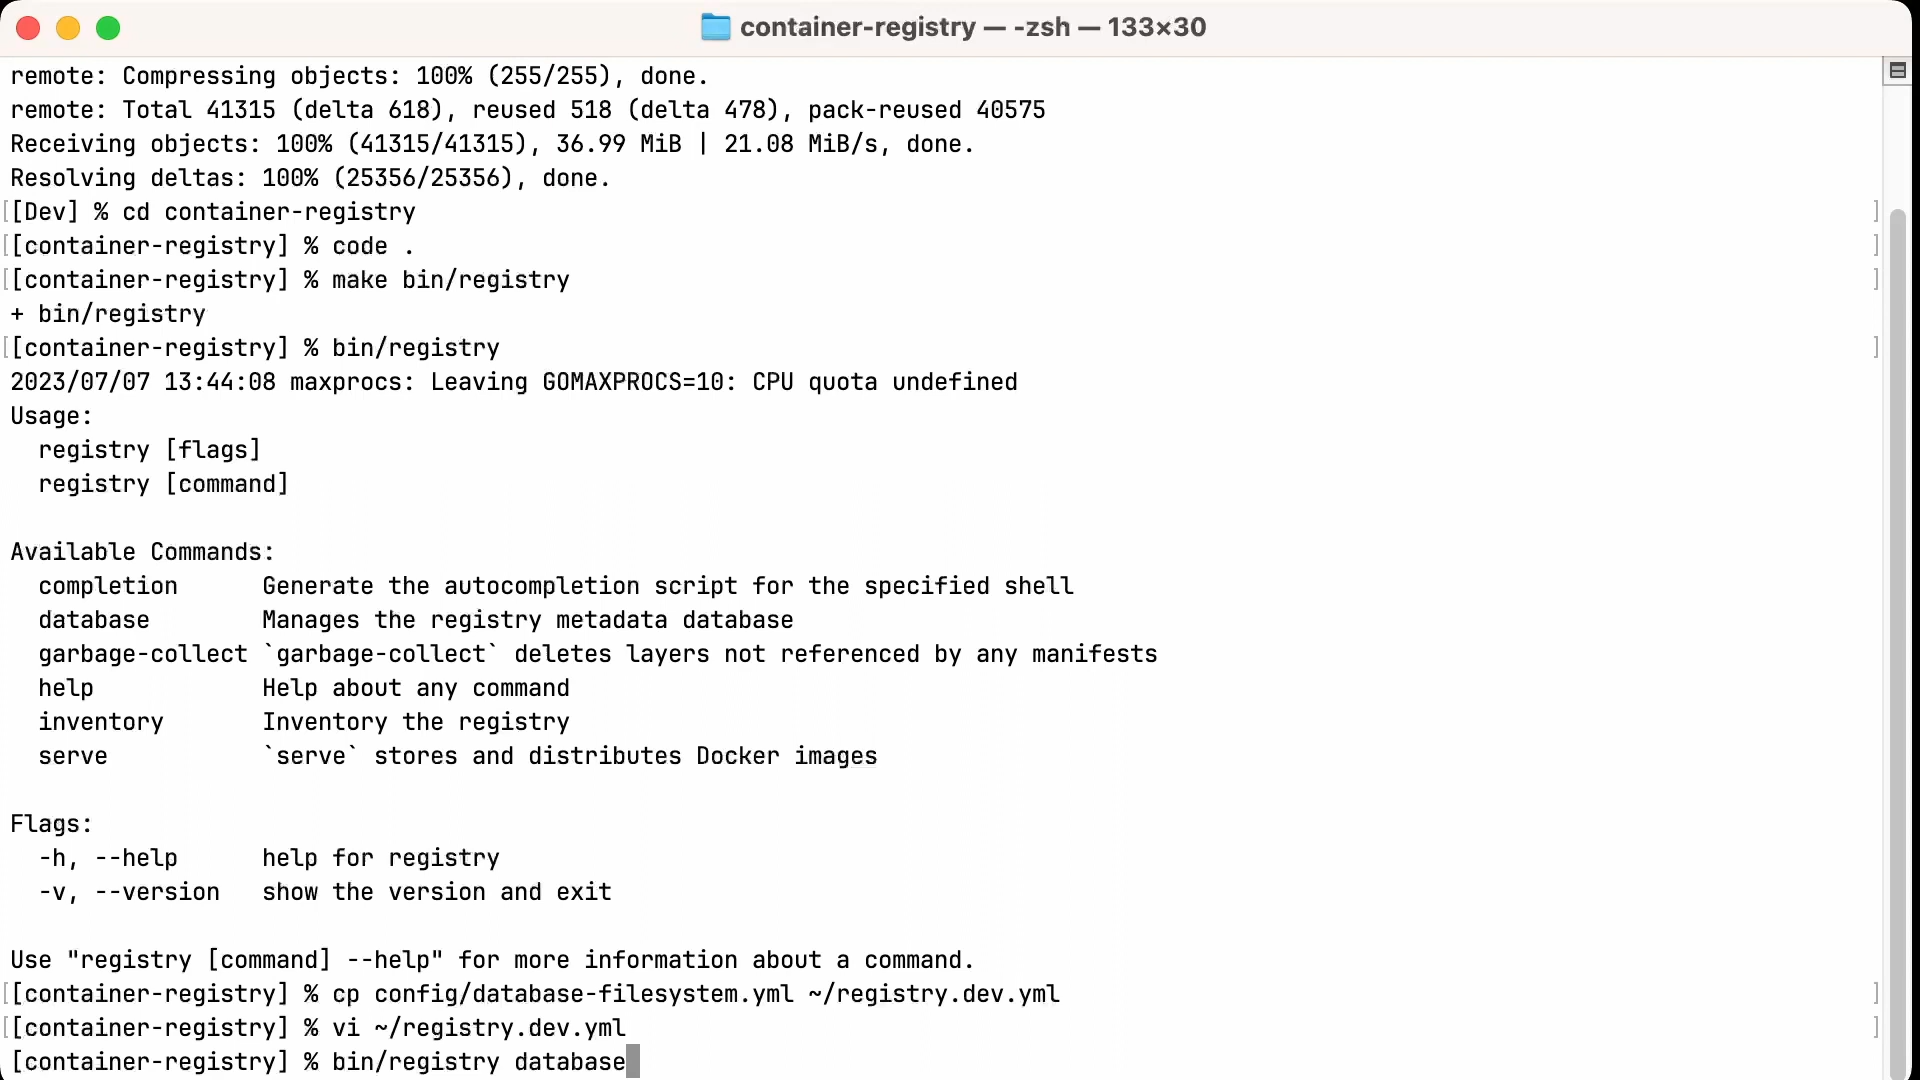 container-registry — -zsh — 133×30
remote: Compressing objects: 100% (255/255), done.
remote: Total 41315 (delta 618), reused 518 (delta 478), pack-reused 40575
Receiving objects: 100% (41315/41315), 36.99 MiB | 21.08 MiB/s, done.
Resolving deltas: 100% (25356/25356), done.
[[Dev] % cd container-registry ]
[[container-registry] % code . ]
[[container-registry] % make bin/registry ]
+ bin/registry
[[container-registry] % bin/registry ]
2023/07/07 13:44:08 maxprocs: Leaving GOMAXPROCS=10: CPU quota undefined
Usage:
  registry [flags]
  registry [command]

Available Commands:
  completion      Generate the autocompletion script for the specified shell
  database        Manages the registry metadata database
  garbage-collect `garbage-collect` deletes layers not referenced by any manifests
  help            Help about any command
  inventory       Inventory the registry
  serve           `serve` stores and distributes Docker images

Flags:
  -h, --help      help for registry
  -v, --version   show the version and exit

Use "registry [command] --help" for more information about a command.
[[container-registry] % cp config/database-filesystem.yml ~/registry.dev.yml ]
[[container-registry] % vi ~/registry.dev.yml ]
[container-registry] % bin/registry database